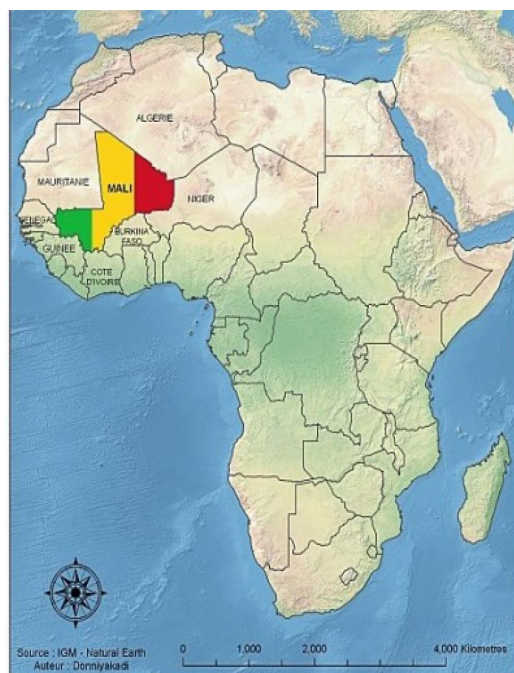 ALGERIE
MAURITANIE
MALI
NIGER
SENEGAL
BURKINA
FASO
GUINEE
COTE
D'IVOIRE
Source : IGM - Natural Earth
Auteur : Donniyakadi
0 1,000 2,000 4,000 Kilometres